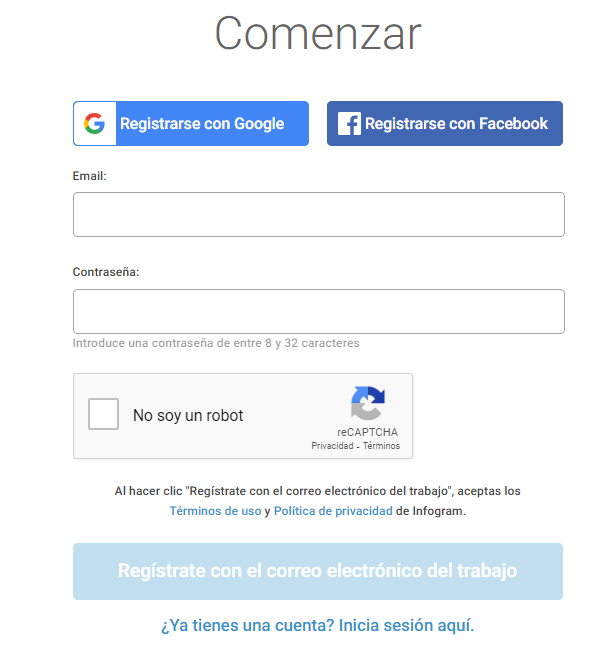 Comenzar
Registrarse con Google
Registrarse con Facebook
Email:
Contraseña:
Introduce una contraseña de entre 8 y 32 caracteres
No soy un robot
reCAPTCHA
Privacidad - Términos
Al hacer clic "Regístrate con el correo electrónico del trabajo", aceptas los
Términos de uso y Política de privacidad de Infogram.
Regístrate con el correo electrónico del trabajo
¿Ya tienes una cuenta? Inicia sesión aquí.